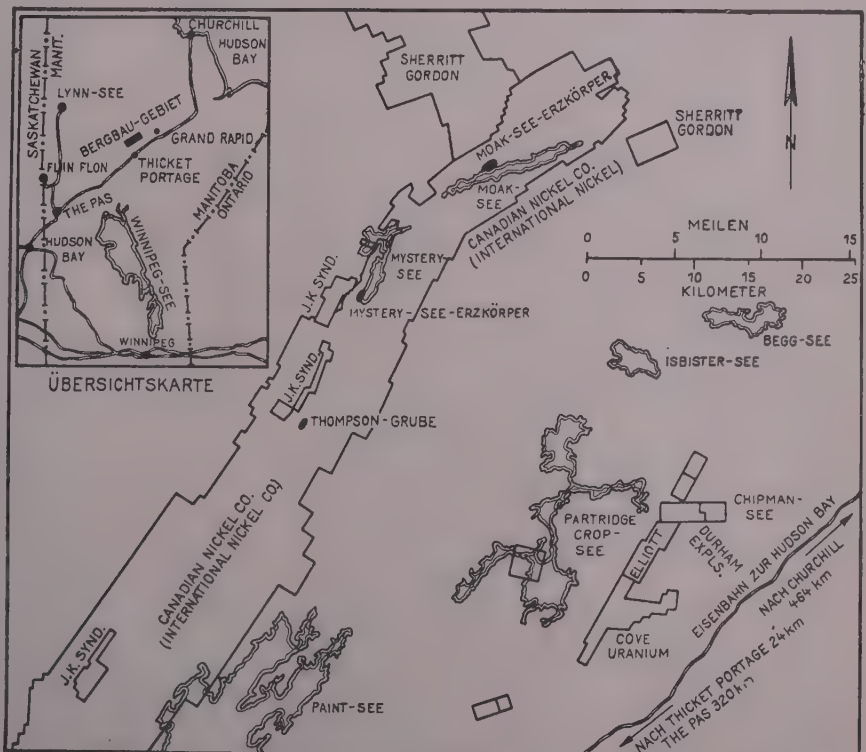 CHURCHILL
HUDSON
BAY
SASKATCHEWAN
MANIT.
LYNN-SEE
BERGBAU-GEBIET
GRAND RAPID
FLIN FLON
THICKET
PORTAGE
MANITOBA
ONTARIO
THE PAS
HUDSON
BAY
WINNIPEG-SEE
WINNIPEG
ÜBERSICHTSKARTE
SHERRITT
GORDON
SHERRITT
GORDON
MOAK-SEE-ERZKÖRPER
MOAK-
SEE
CANADIAN NICKEL CO.
(INTERNATIONAL NICKEL)
N
MEILEN
0 5 10 15
0 5 10 15 20 25
KILOMETER
MYSTERY-
SEE
J.K. SYND.
MYSTERY-SEE-ERZKÖRPER
J.K. SYND.
THOMPSON-GRUBE
BEGG-SEE
ISBISTER-SEE
CANADIAN NICKEL CO.
(INTERNATIONAL NICKEL CO.)
PARTRIDGE
CROP-
SEE
CHIPMAN-
SEE
ELLIOTT
DURHAM
EXPLS.
COVE
URANIUM
EISENBAHN ZUR HUDSON BAY
NACH CHURCHILL
464 km
NACH THICKET PORTAGE 24 km
THE PAS 320 km
J.K. SYND.
PAINT-SEE